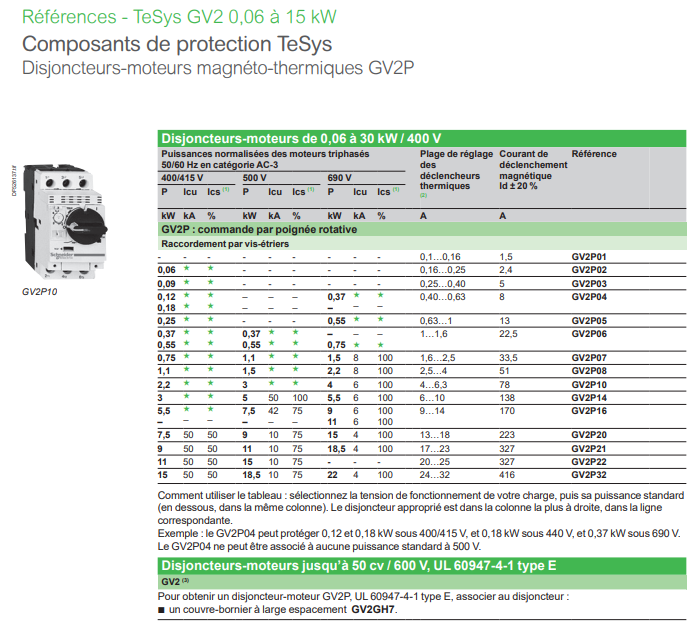 Références - TeSys GV2 0,06 à 15 kW
Composants de protection TeSys
Disjoncteurs-moteurs magnéto-thermiques GV2P
Disjoncteurs-moteurs de 0,06 à 30 kW / 400 V
Puissances normalisées des moteurs triphasés 50/60 Hz en catégorie AC-3
Plage de réglage des déclencheurs thermiques (2)
Courant de déclenchement magnétique Id ± 20 %
Référence
400/415 V 500 V 690 V
P Icu Ics (1) P Icu Ics (1) P Icu Ics (1)
kW kA % kW kA % kW kA % A A
GV2P : commande par poignée rotative
Raccordement par vis-étriers
- - - - - - - - - 0,1…0,16 1,5 GV2P01
0,06 ★ ★ - - - - - - 0,16…0,25 2,4 GV2P02
0,09 ★ ★ - - - - - - 0,25…0,40 5 GV2P03
0,12 ★ ★ – – – 0,37 ★ ★ 0,40…0,63 8 GV2P04
0,18 ★ ★ – – – – – –
0,25 ★ ★ - - - 0,55 ★ ★ 0,63…1 13 GV2P05
0,37 ★ ★ 0,37 ★ ★ – – – 1…1,6 22,5 GV2P06
0,55 ★ ★ 0,55 ★ ★ 0,75 ★ ★
0,75 ★ ★ 1,1 ★ ★ 1,5 8 100 1,6…2,5 33,5 GV2P07
1,1 ★ ★ 1,5 ★ ★ 2,2 8 100 2,5…4 51 GV2P08
2,2 ★ ★ 3 ★ ★ 4 6 100 4…6,3 78 GV2P10
3 ★ ★ 5 50 100 5,5 6 100 6…10 138 GV2P14
5,5 ★ ★ 7,5 42 75 9 6 100 9…14 170 GV2P16
– – – – – – 11 6 100
7,5 50 50 9 10 75 15 4 100 13…18 223 GV2P20
9 50 50 11 10 75 18,5 4 100 17…23 327 GV2P21
11 50 50 15 10 75 - - - 20…25 327 GV2P22
15 50 50 18,5 10 75 22 4 100 24…32 416 GV2P32
GV2P10
Comment utiliser le tableau : sélectionnez la tension de fonctionnement de votre charge, puis sa puissance standard
(en dessous, dans la même colonne). Le disjoncteur approprié est dans la colonne la plus à droite, dans la ligne
correspondante.
Exemple : le GV2P04 peut protéger 0,12 et 0,18 kW sous 400/415 V, et 0,18 kW sous 440 V, et 0,37 kW sous 690 V.
Le GV2P04 ne peut être associé à aucune puissance standard à 500 V.
Disjoncteurs-moteurs jusqu'à 50 cv / 600 V, UL 60947-4-1 type E
GV2 (3)
Pour obtenir un disjoncteur-moteur GV2P, UL 60947-4-1 type E, associer au disjoncteur :
■ un couvre-bornier à large espacement GV2GH7.